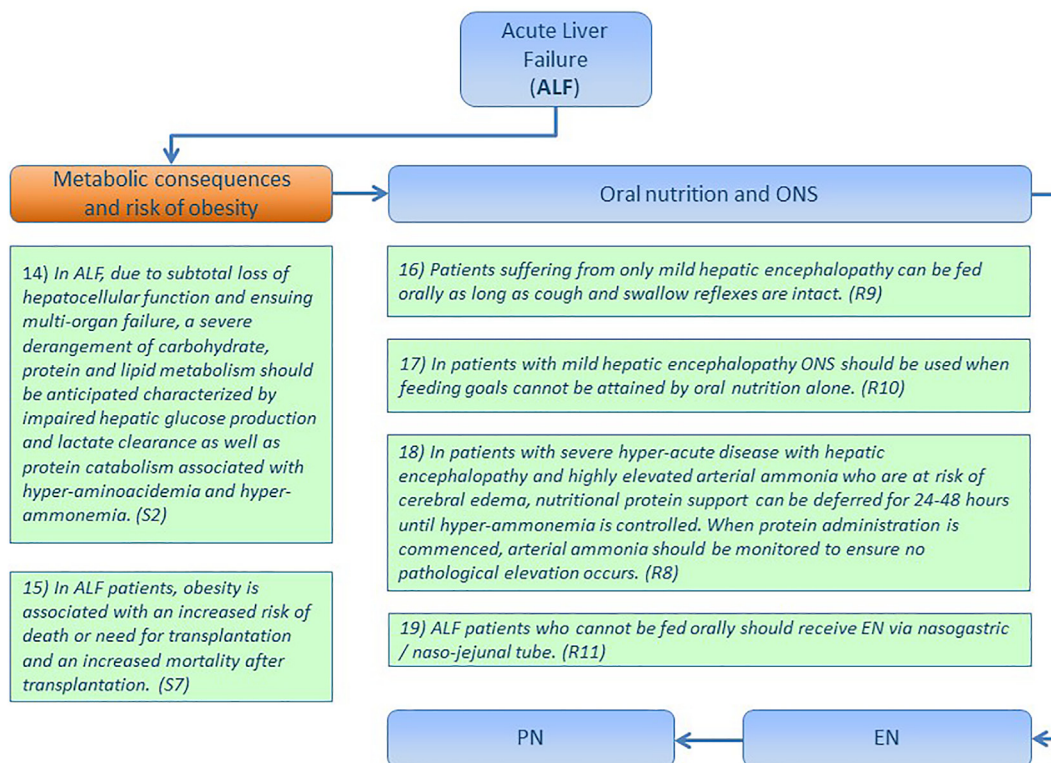 Acute Liver
Failure
(ALF)
Metabolic consequences
and risk of obesity
Oral nutrition and ONS
14) In ALF, due to subtotal loss of
hepatocellular function and ensuing
multi-organ failure, a severe
derangement of carbohydrate,
protein and lipid metabolism should
be anticipated characterized by
impaired hepatic glucose production
and lactate clearance as well as
protein catabolism associated with
hyper-aminoacidemia and hyper-
ammonemia. (S2)
15) In ALF patients, obesity is
associated with an increased risk of
death or need for transplantation
and an increased mortality after
transplantation. (S7)
16) Patients suffering from only mild hepatic encephalopathy can be fed
orally as long as cough and swallow reflexes are intact. (R9)
17) In patients with mild hepatic encephalopathy ONS should be used when
feeding goals cannot be attained by oral nutrition alone. (R10)
18) In patients with severe hyper-acute disease with hepatic
encephalopathy and highly elevated arterial ammonia who are at risk of
cerebral edema, nutritional protein support can be deferred for 24-48 hours
until hyper-ammonemia is controlled. When protein administration is
commenced, arterial ammonia should be monitored to ensure no
pathological elevation occurs. (R8)
19) ALF patients who cannot be fed orally should receive EN via nasogastric
/ naso-jejunal tube. (R11)
PN
EN